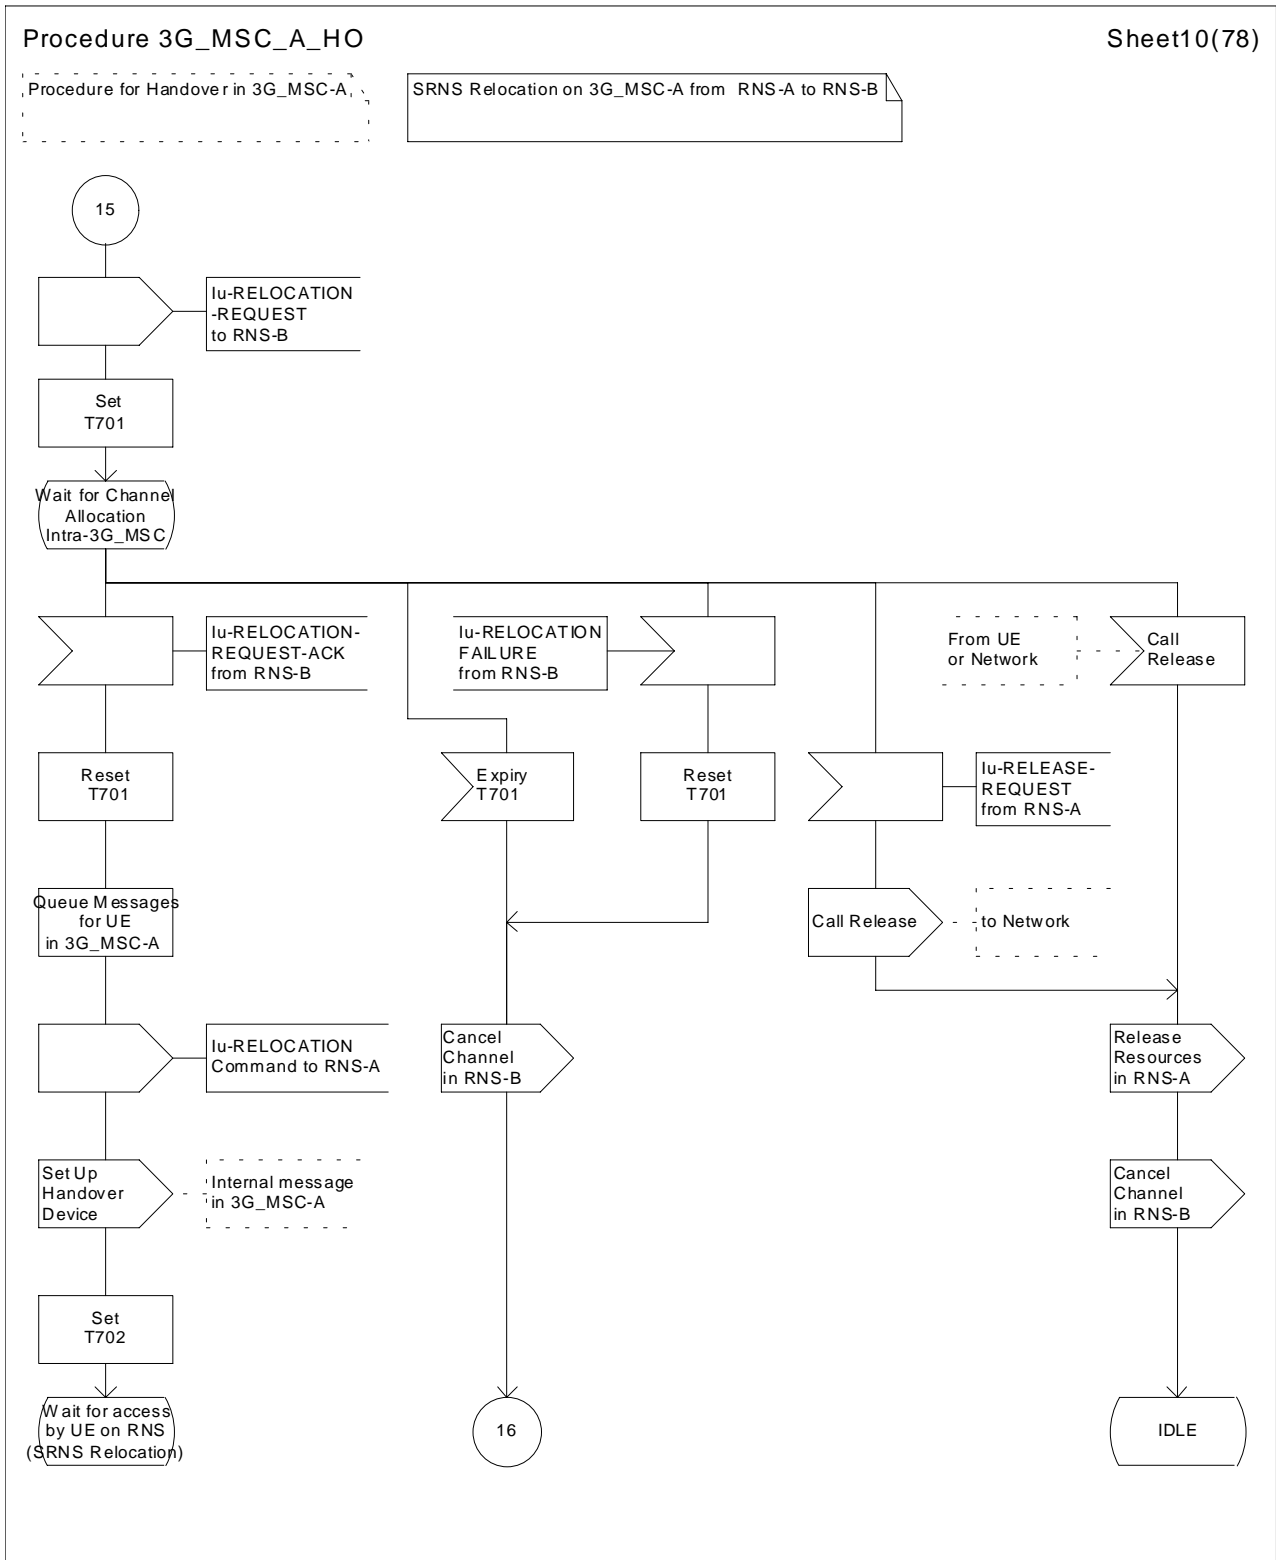 Procedure 3G_MSC_A_HO
Sheet10(78)
Procedure for Handover in 3G_MSC-A
SRNS Relocation on 3G_MSC-A from RNS-A to RNS-B
15
Iu-RELOCATION
-REQUEST
to RNS-B
Set
T701
Wait for Channel
Allocation
Intra-3G_MSC
Iu-RELOCATION-
REQUEST-ACK
from RNS-B
Iu-RELOCATION
FAILURE
from RNS-B
From UE
or Network
Call
Release
Reset
T701
Expiry
T701
Reset
T701
Iu-RELEASE-
REQUEST
from RNS-A
Queue Messages
for UE
in 3G_MSC-A
Call Release
to Network
Iu-RELOCATION
Command to RNS-A
Cancel
Channel
in RNS-B
Release
Resources
in RNS-A
Set Up
Handover
Device
Internal message
in 3G_MSC-A
Cancel
Channel
in RNS-B
Set
T702
Wait for access
by UE on RNS
(SRNS Relocation)
16
IDLE